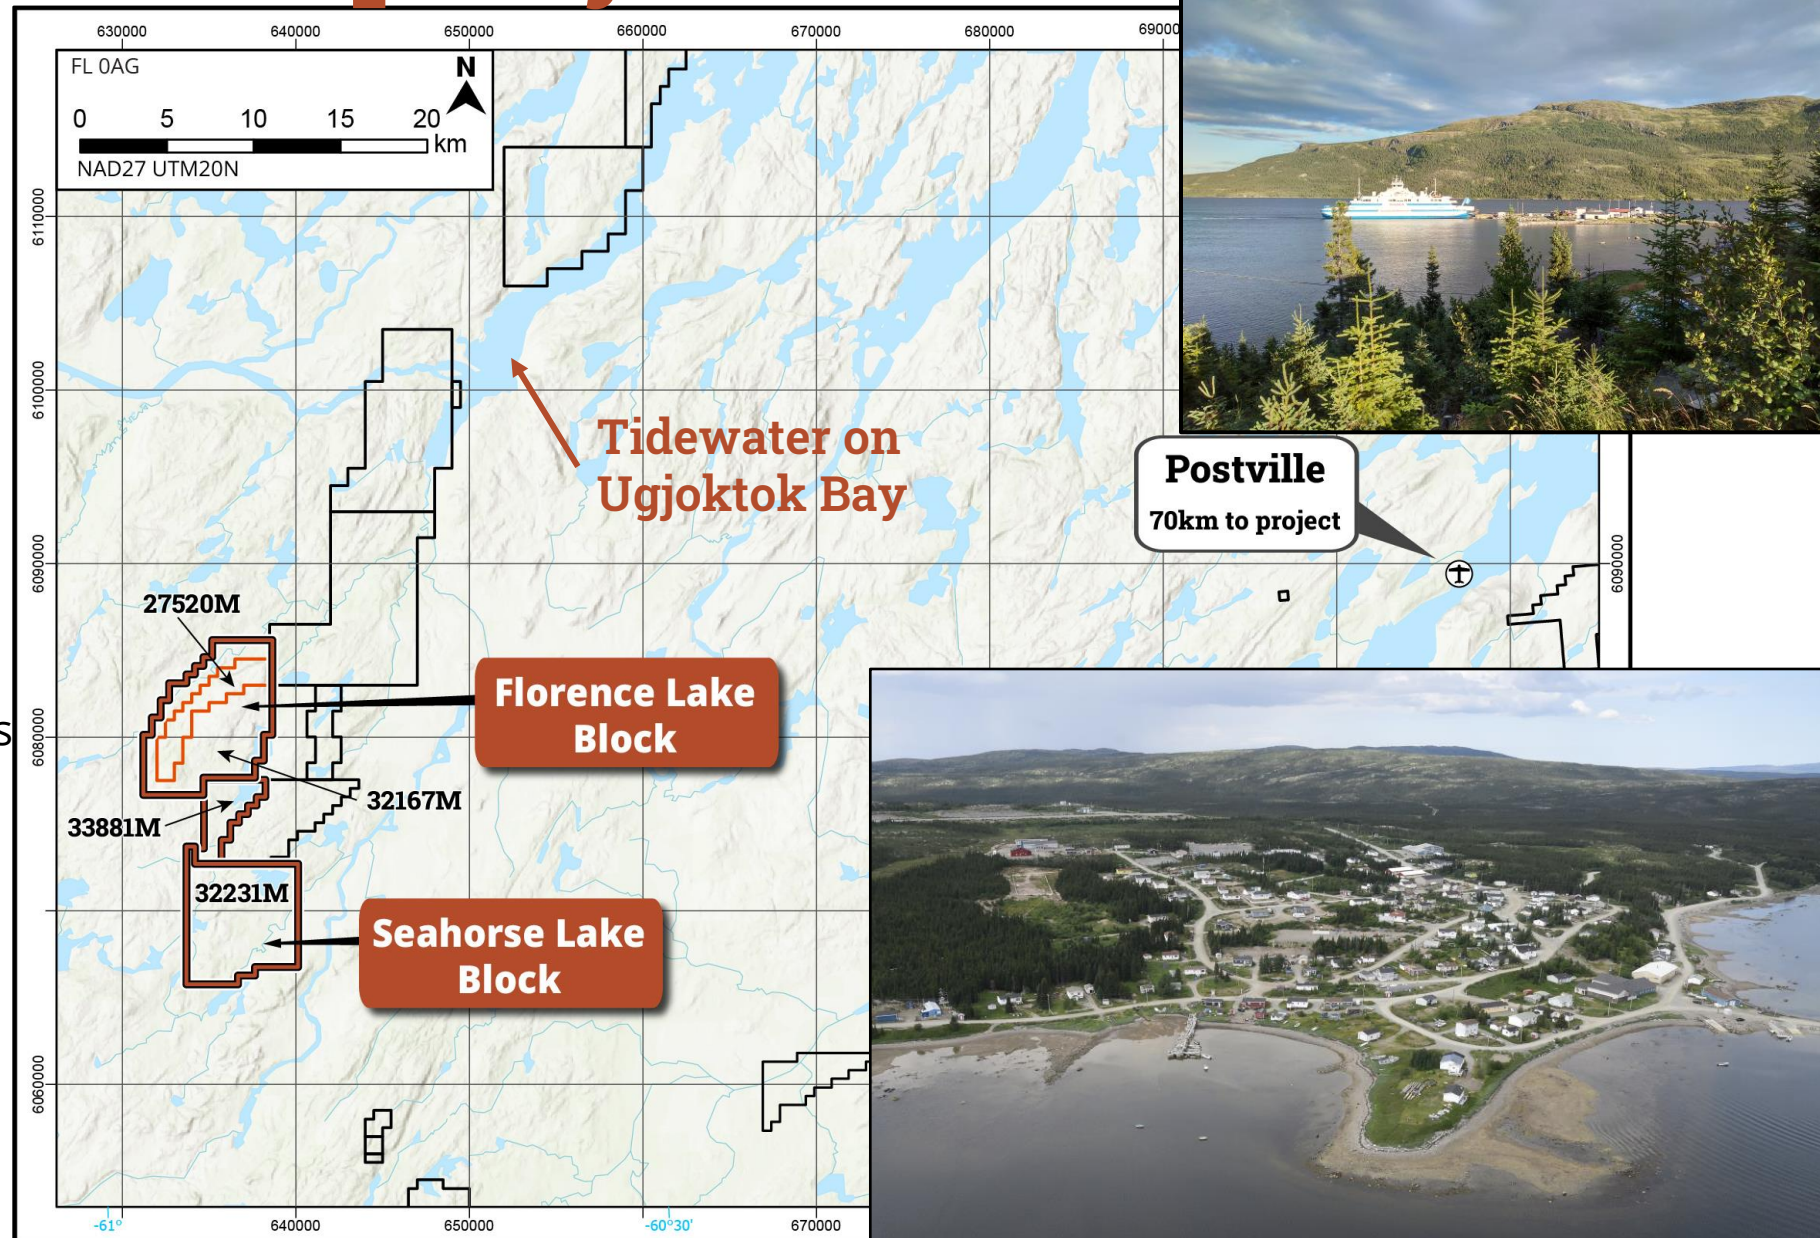 630000 640000 650000 660000 670000 680000 690000
FL 0AG
N
0 5 10 15 20
km
NAD27 UTM20N
6110000
6100000
Tidewater on
Ugjoktok Bay
Postville
70km to project
6090000
6090000
27520M
Florence Lake
Block
6080000
S
32167M
33881M
32231M
Seahorse Lake
Block
6060000
-61° 640000 650000 -60°30' 670000